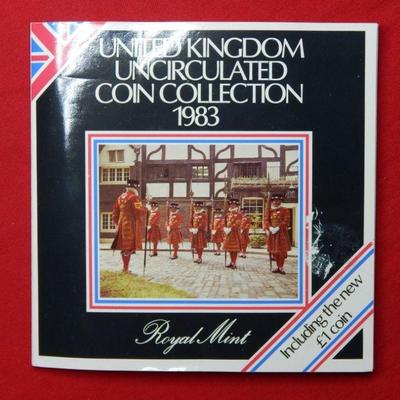 UNITED KINGDOM
UNCIRCULATED
COIN COLLECTION
1983
Royal Mint
Including the new
£1 coin